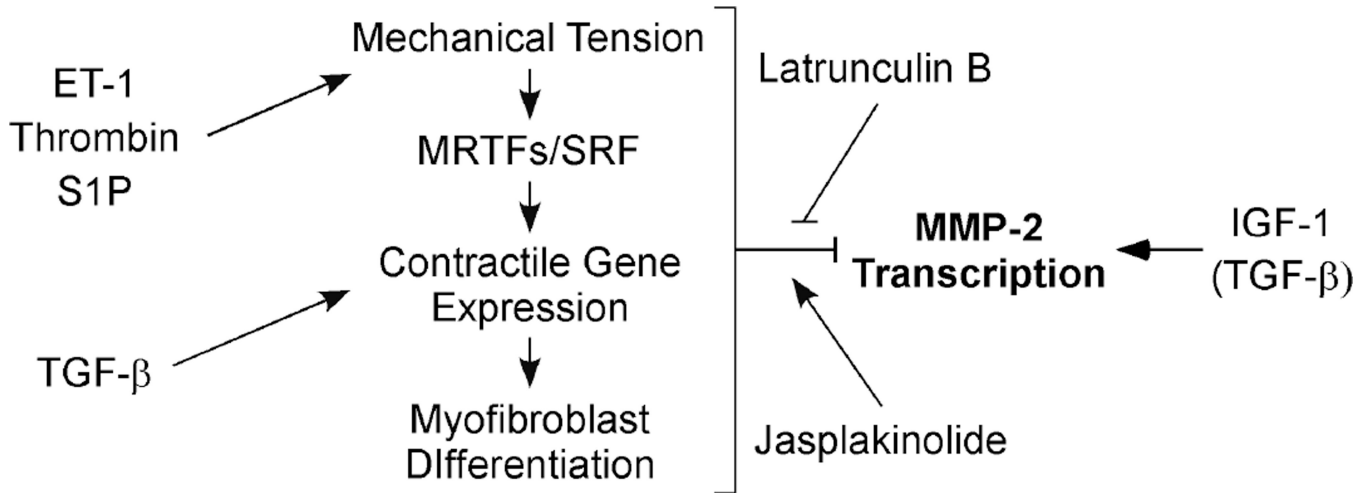 Mechanical Tension
ET-1
Thrombin
S1P
MRTFs/SRF
Contractile Gene
Expression
TGF-β
Myofibroblast
DIfferentiation
Latrunculin B
MMP-2
Transcription
IGF-1
(TGF-β)
Jasplakinolide